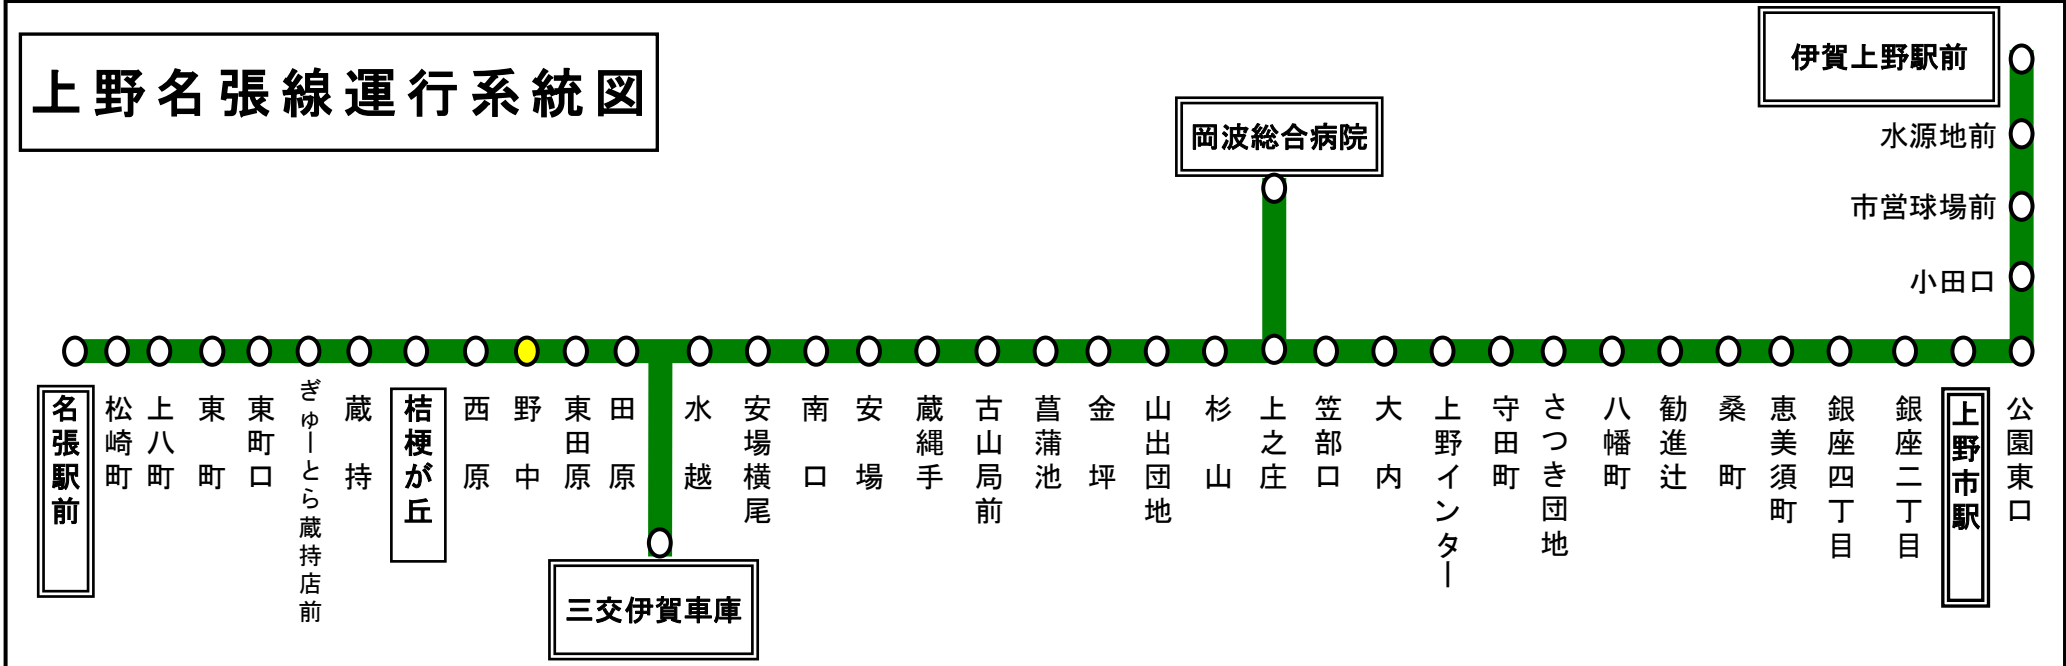 上野名張線運行系統図
伊賀上野駅前
水源地前
市営球場前
小田口
岡波総合病院
名張駅前
松崎町
上八町
東町
東町口
ぎゅーとら蔵持店前
蔵持
桔梗が丘
西原
野中
東田原
田原
水越
安場横尾
南口
安場
蔵縄手
古山局前
菖蒲池
金坪
山出団地
杉山
上之庄
笠部口
大内
上野インター
守田町
さつき団地
八幡町
勧進辻
桑町
恵美須町
銀座四丁目
銀座二丁目
上野市駅
公園東口
三交伊賀車庫